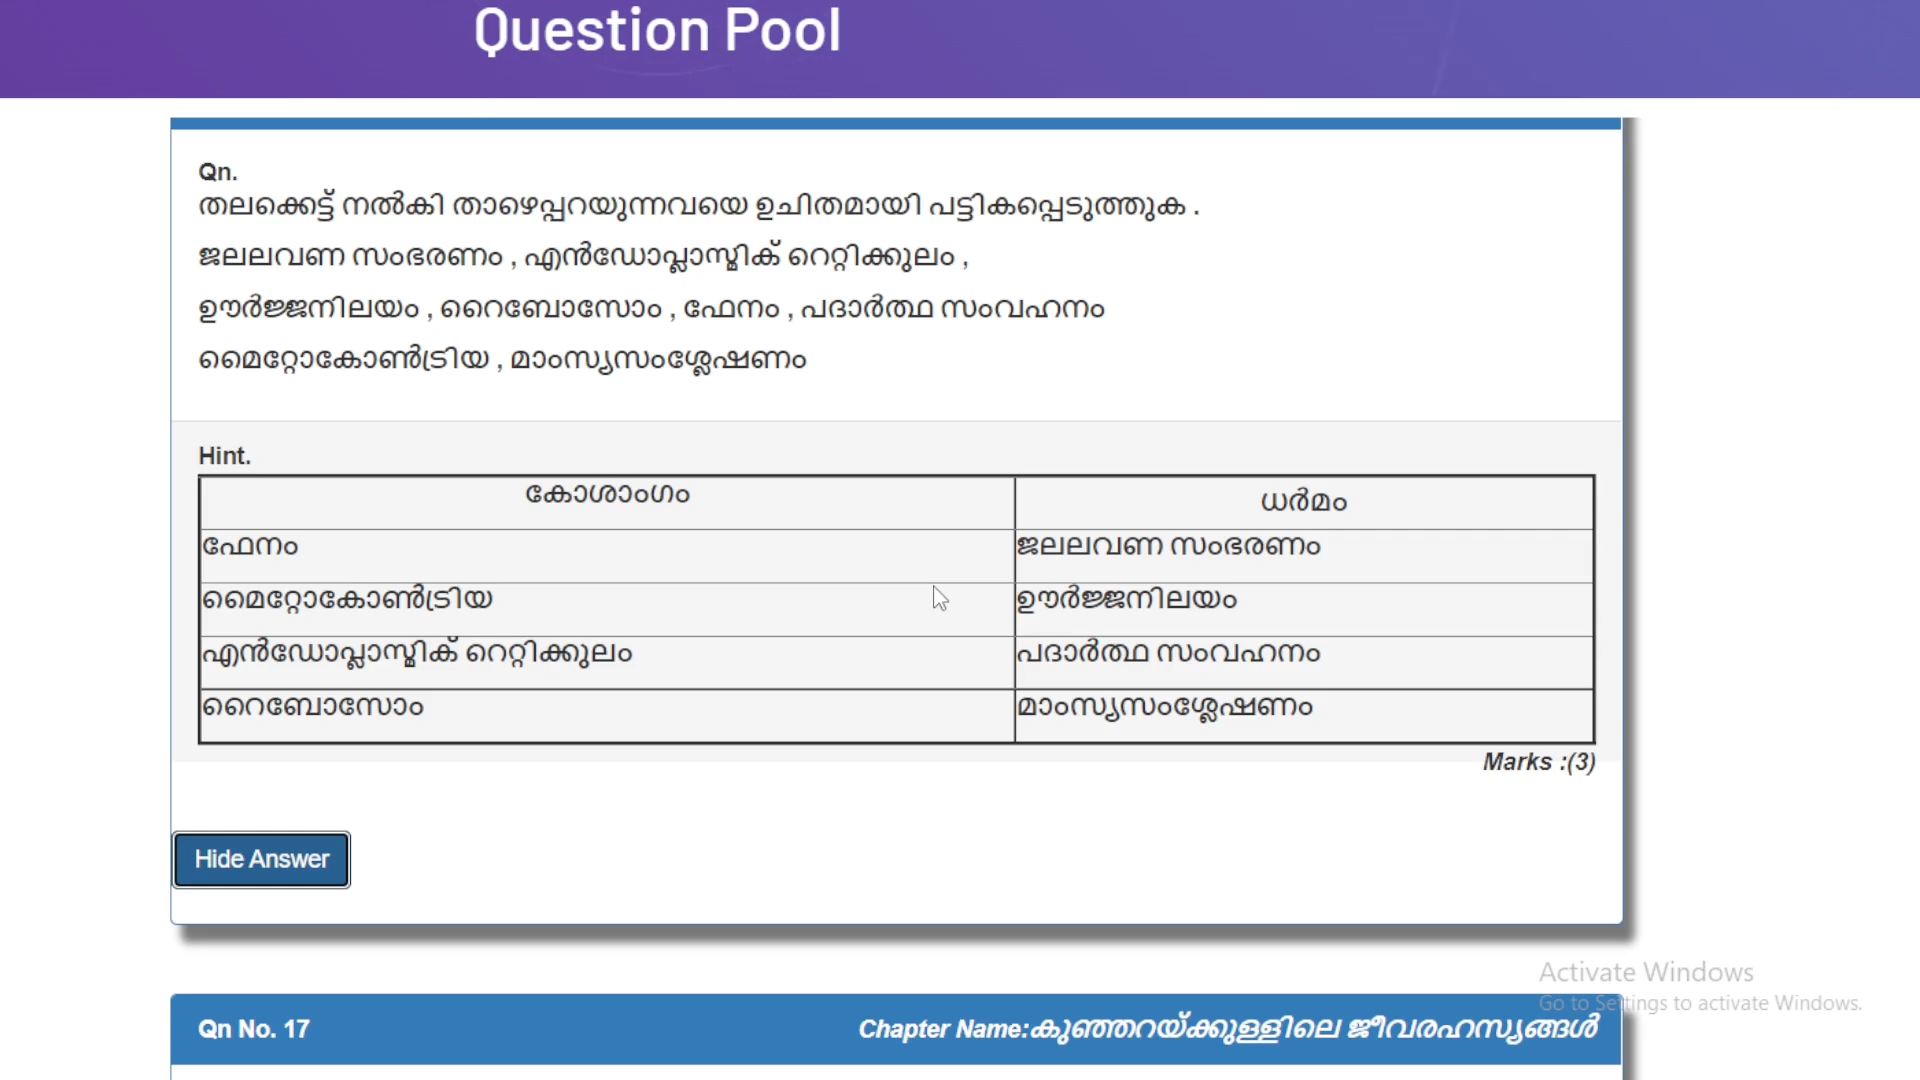 Question Pool
Qn.
തലക്കെട്ട് നൽകി താഴെപ്പറയുന്നവയെ ഉചിതമായി പട്ടികപ്പെടുത്തുക .
ജലലവണ സംഭരണം , എൻഡോപ്ലാസ്മിക് റെറ്റിക്കുലം ,
ഊർജ്ജനിലയം , റൈബോസോം , ഫേനം , പദാർത്ഥ സംവഹനം
മൈറ്റോകോൺട്രിയ , മാംസ്യസംശ്ലേഷണം
Hint.
കോശാംഗം ധർമം
ഫേനം ജലലവണ സംഭരണം
മൈറ്റോകോൺട്രിയ ഊർജ്ജനിലയം
എൻഡോപ്ലാസ്മിക് റെറ്റിക്കുലം പദാർത്ഥ സംവഹനം
റൈബോസോം മാംസ്യസംശ്ലേഷണം
Marks :(3)
Hide Answer
Activate Windows
Go to Settings to activate Windows.
Qn No. 17 Chapter Name:കുഞ്ഞറയ്ക്കുള്ളിലെ ജീവരഹസ്യങ്ങൾ